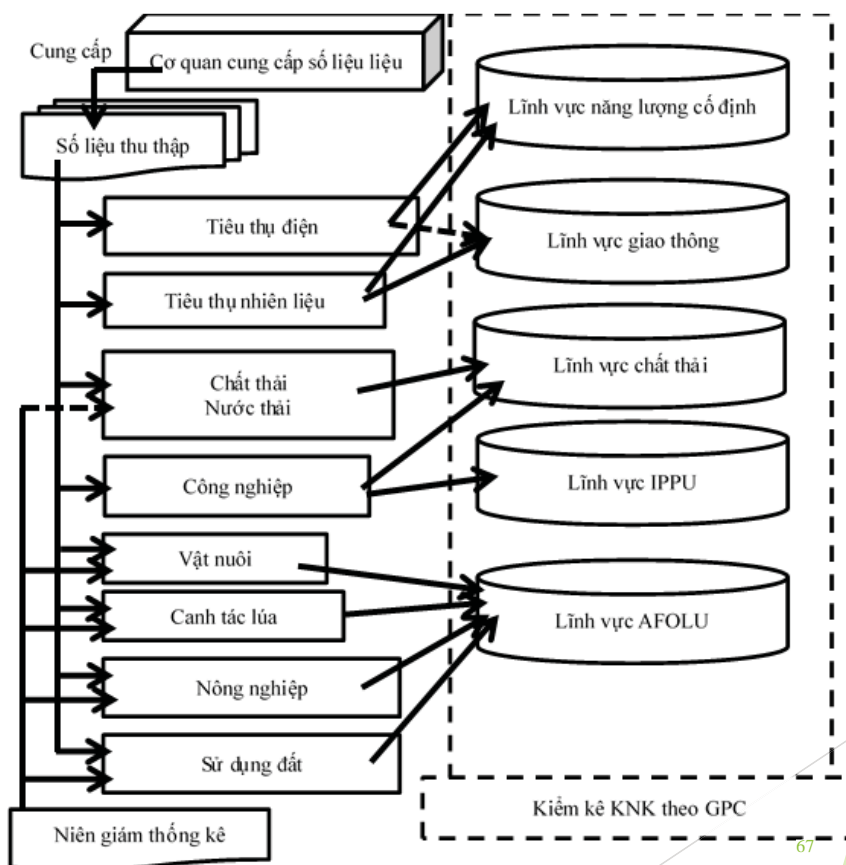 Cung cấp
Cơ quan cung cấp số liệu liệu
Số liệu thu thập
Tiêu thụ điện
Tiêu thụ nhiên liệu
Chất thải
Nước thải
Công nghiệp
Vật nuôi
Canh tác lúa
Nông nghiệp
Sử dụng đất
Niên giám thống kê
Lĩnh vực năng lượng cố định
Lĩnh vực giao thông
Lĩnh vực chất thải
Lĩnh vực IPPU
Lĩnh vực AFOLU
Kiểm kê KNK theo GPC
67